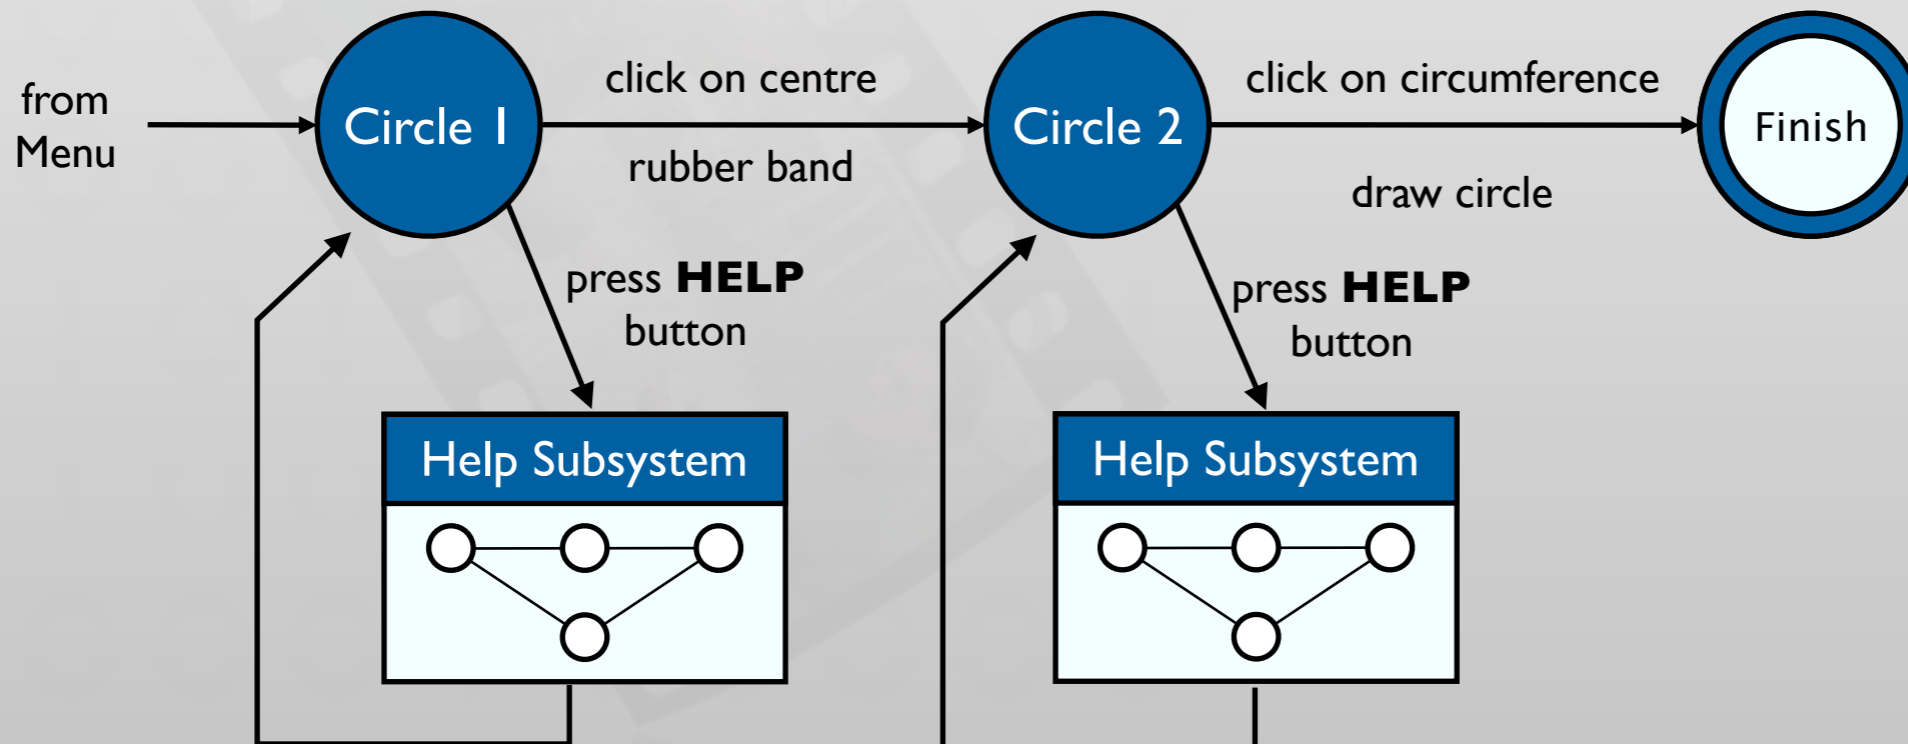 from
Menu
Circle 1
click on centre
rubber band
Circle 2
click on circumference
draw circle
Finish
press HELP
button
press HELP
button
Help Subsystem
Help Subsystem